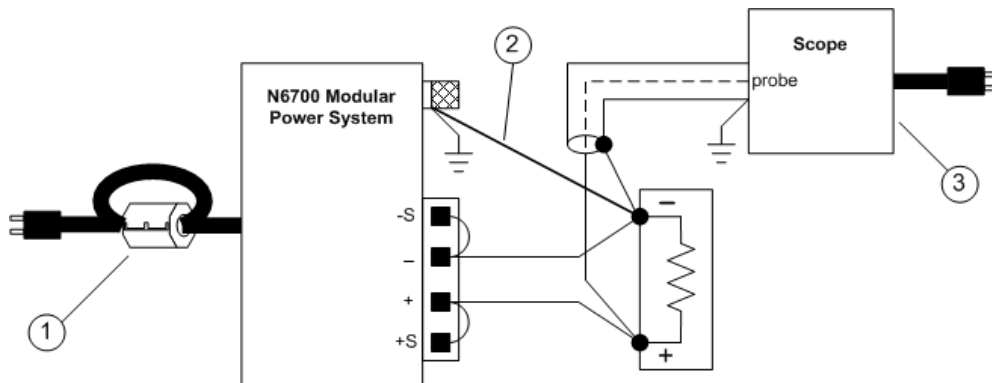 2
Scope
probe
N6700 Modular
Power System
3
-S
–
–
+
+S
+
1